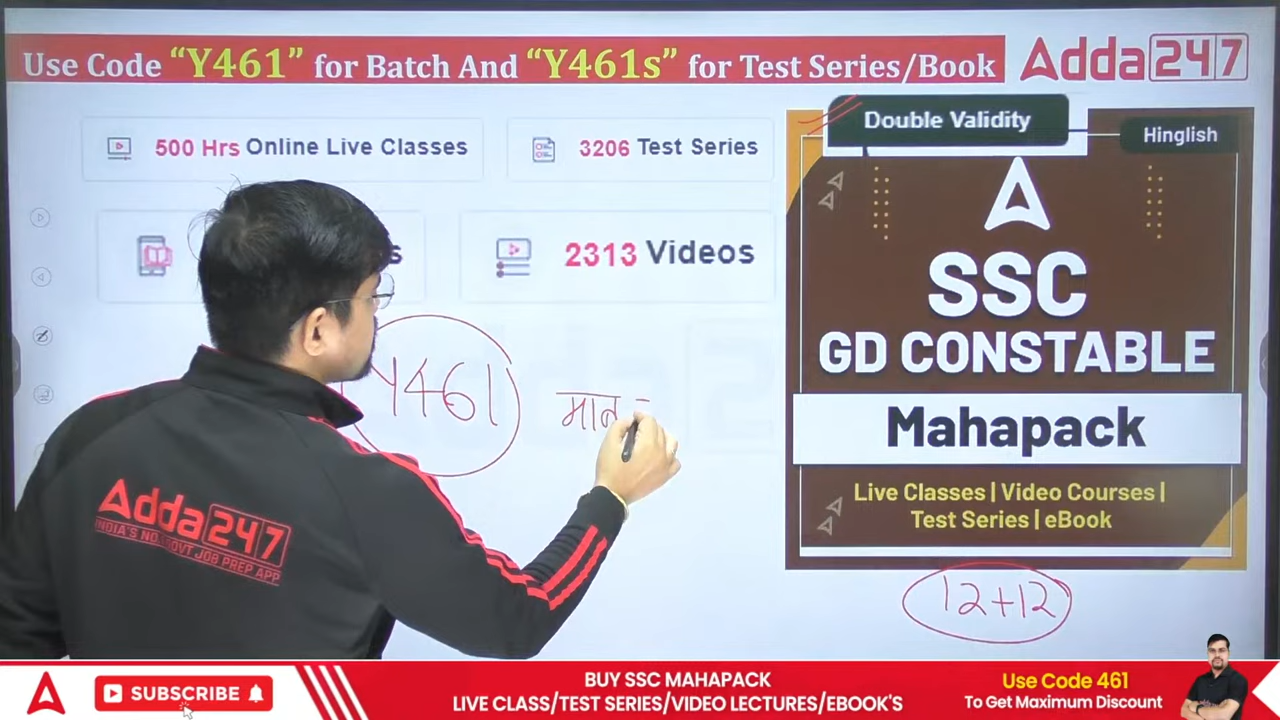 Use Code “Y461” for Batch And “Y461s” for Test Series/Book
Adda247
500 Hrs Online Live Classes
3206 Test Series
2313 Videos
Y461
मान
Double Validity
Hinglish
SSC
GD CONSTABLE
Mahapack
Live Classes | Video Courses |
Test Series | eBook
12+12
Adda247
INDIA'S NO. 1 GOVT JOB PREP APP
SUBSCRIBE
BUY SSC MAHAPACK
LIVE CLASS/TEST SERIES/VIDEO LECTURES/EBOOK'S
Use Code 461
To Get Maximum Discount